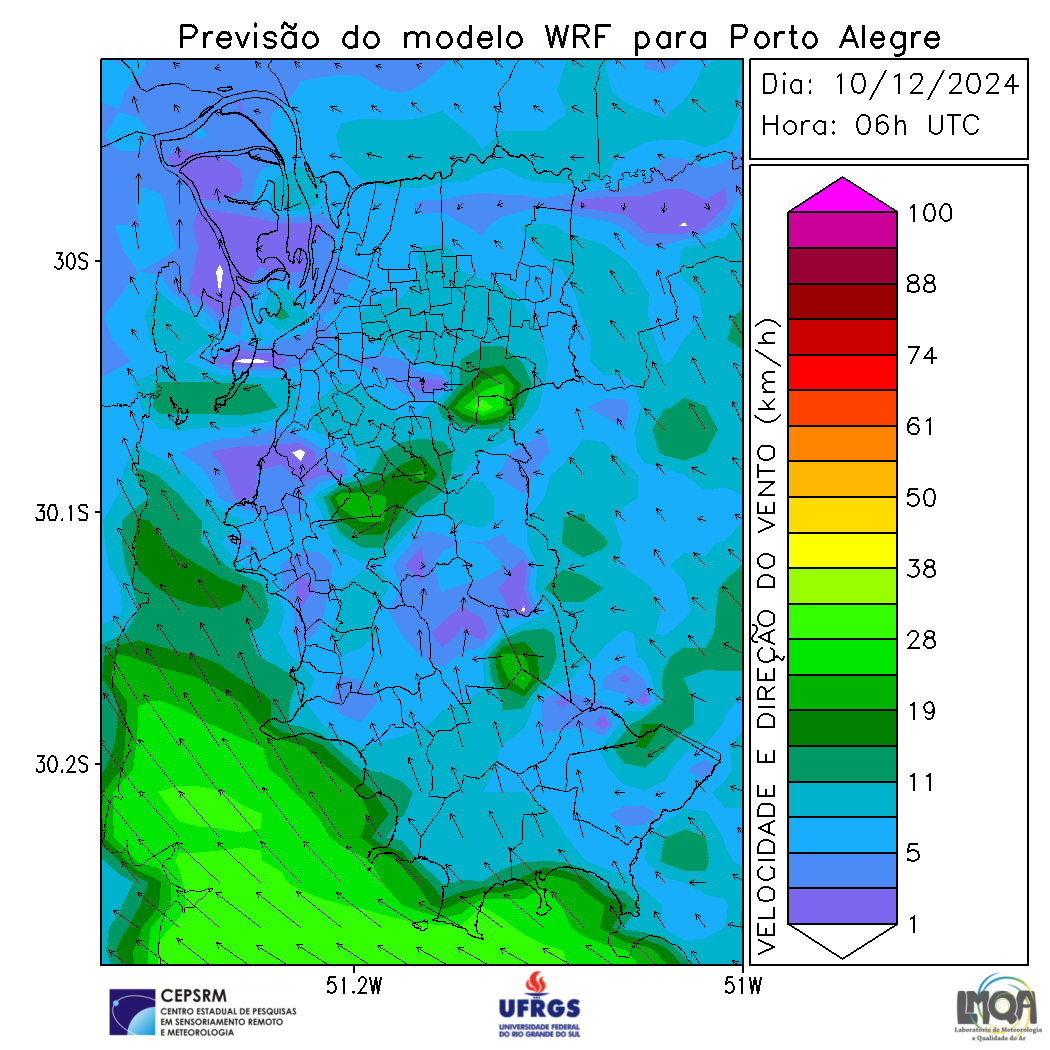 Previsão do modelo WRF para Porto Alegre
Dia: 10/12/2024
Hora: 06h UTC
30S
30.1S
30.2S
51.2W
51W
VELOCIDADE E DIREÇÃO DO VENTO (km/h)
100
88
74
61
50
38
28
19
11
5
1
CEPSRM
CENTRO ESTADUAL DE PESQUISAS
EM SENSORIAMENTO REMOTO
E METEOROLOGIA
UFRGS
UNIVERSIDADE FEDERAL
DO RIO GRANDE DO SUL
LMQA
Laboratório de Meteorologia
e Qualidade do Ar